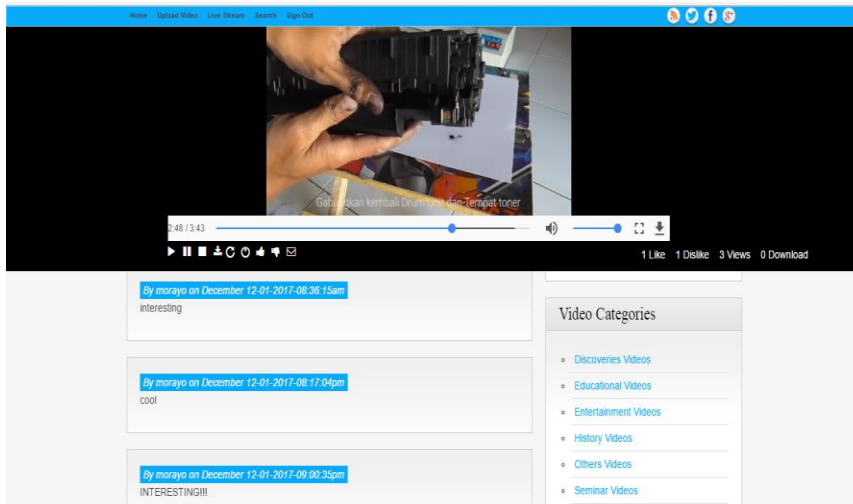 Home Upload Video Live Stream Search Sign Out
Gabungkan kembali Drum Unit dan Tempat toner
2:48 / 3:43
1 Like 1 Dislike 3 Views 0 Download
By morayo on December 12-01-2017-08:36:15am
interesting
By morayo on December 12-01-2017-08:17:04pm
cool
By morayo on December 12-01-2017-09:00:35pm
INTERESTING!!!
Video Categories
Discoveries Videos
Educational Videos
Entertainment Videos
History Videos
Others Videos
Seminar Videos